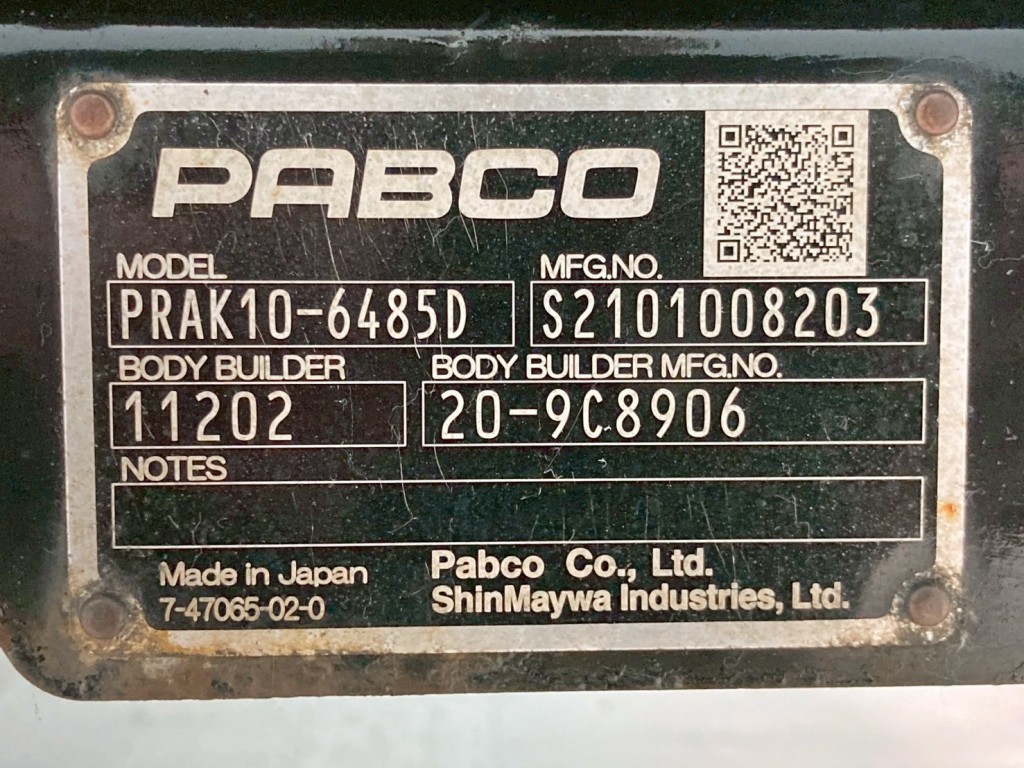 PABCO
MODEL MFG.NO.
PRAK10-6485D S2101008203
BODY BUILDER BODY BUILDER MFG.NO.
11202 20-9C8906
NOTES
Made in Japan Pabco Co., Ltd.
7-47065-02-0 ShinMaywa Industries, Ltd.